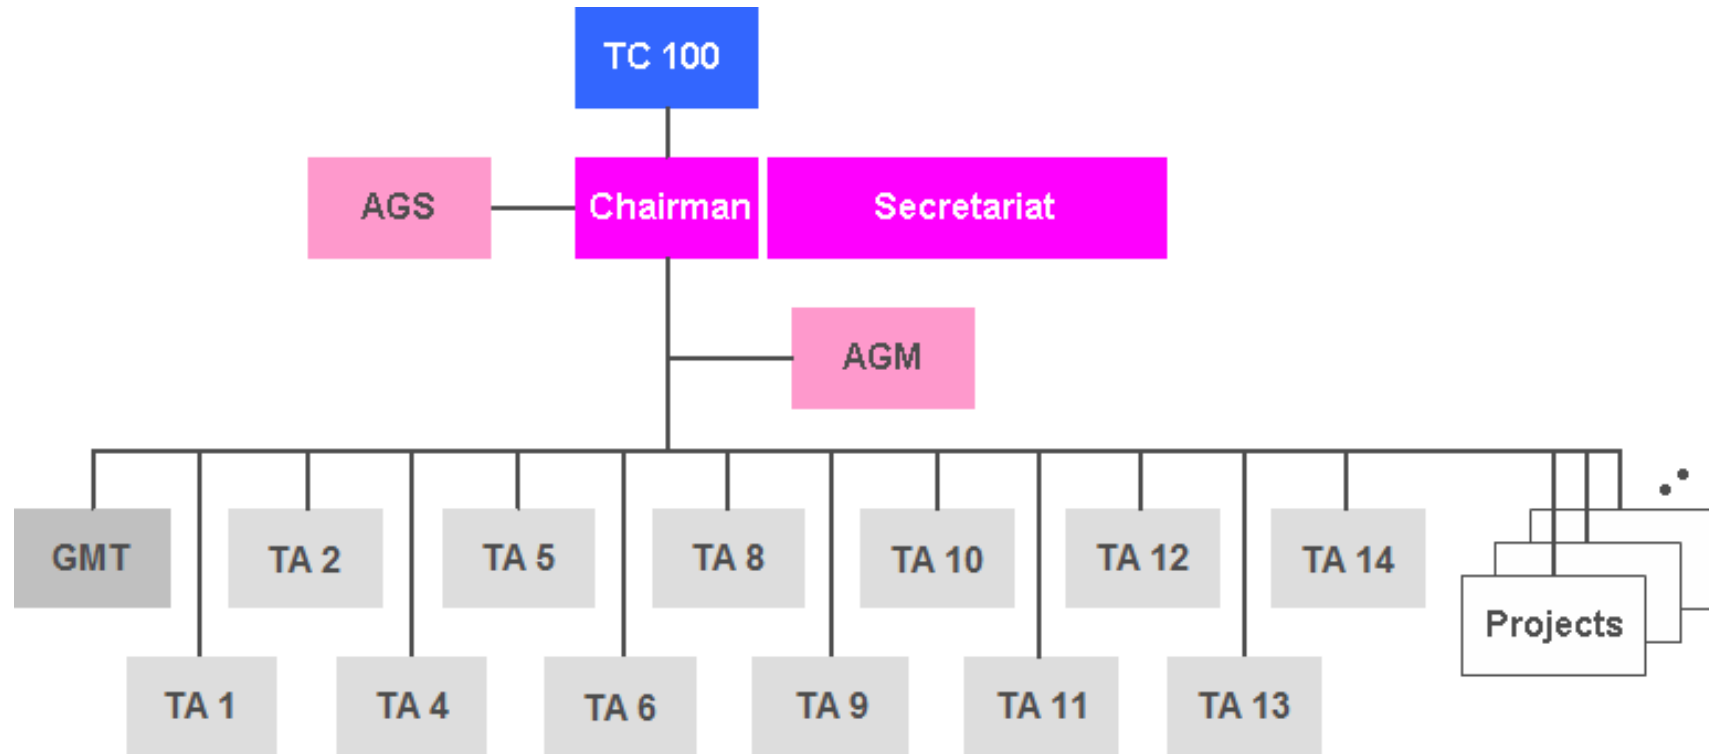 TC 100
AGS
Chairman
Secretariat
AGM
GMT
TA 2
TA 5
TA 8
TA 10
TA 12
TA 14
Projects
TA 1
TA 4
TA 6
TA 9
TA 11
TA 13